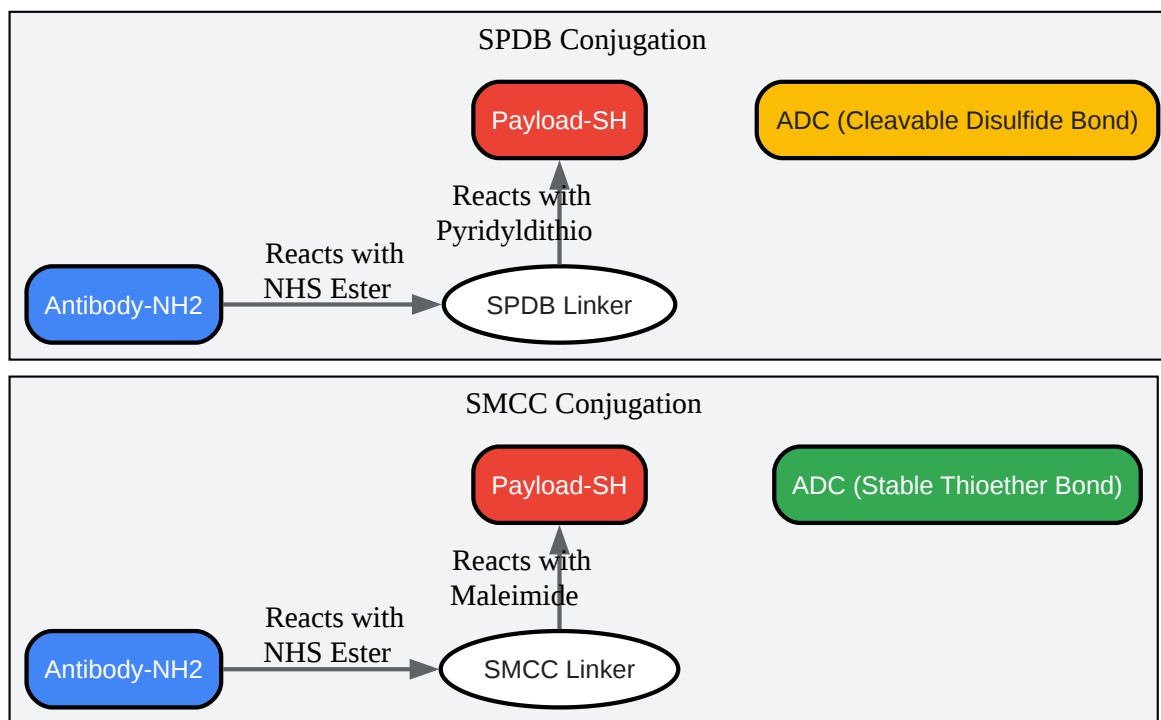 SPDB Conjugation
Payload-SH
ADC (Cleavable Disulfide Bond)
Reacts with
Pyridyldithio
Reacts with
NHS Ester
Antibody-NH2
SPDB Linker
SMCC Conjugation
Payload-SH
ADC (Stable Thioether Bond)
Reacts with
Maleimide
Reacts with
NHS Ester
Antibody-NH2
SMCC Linker